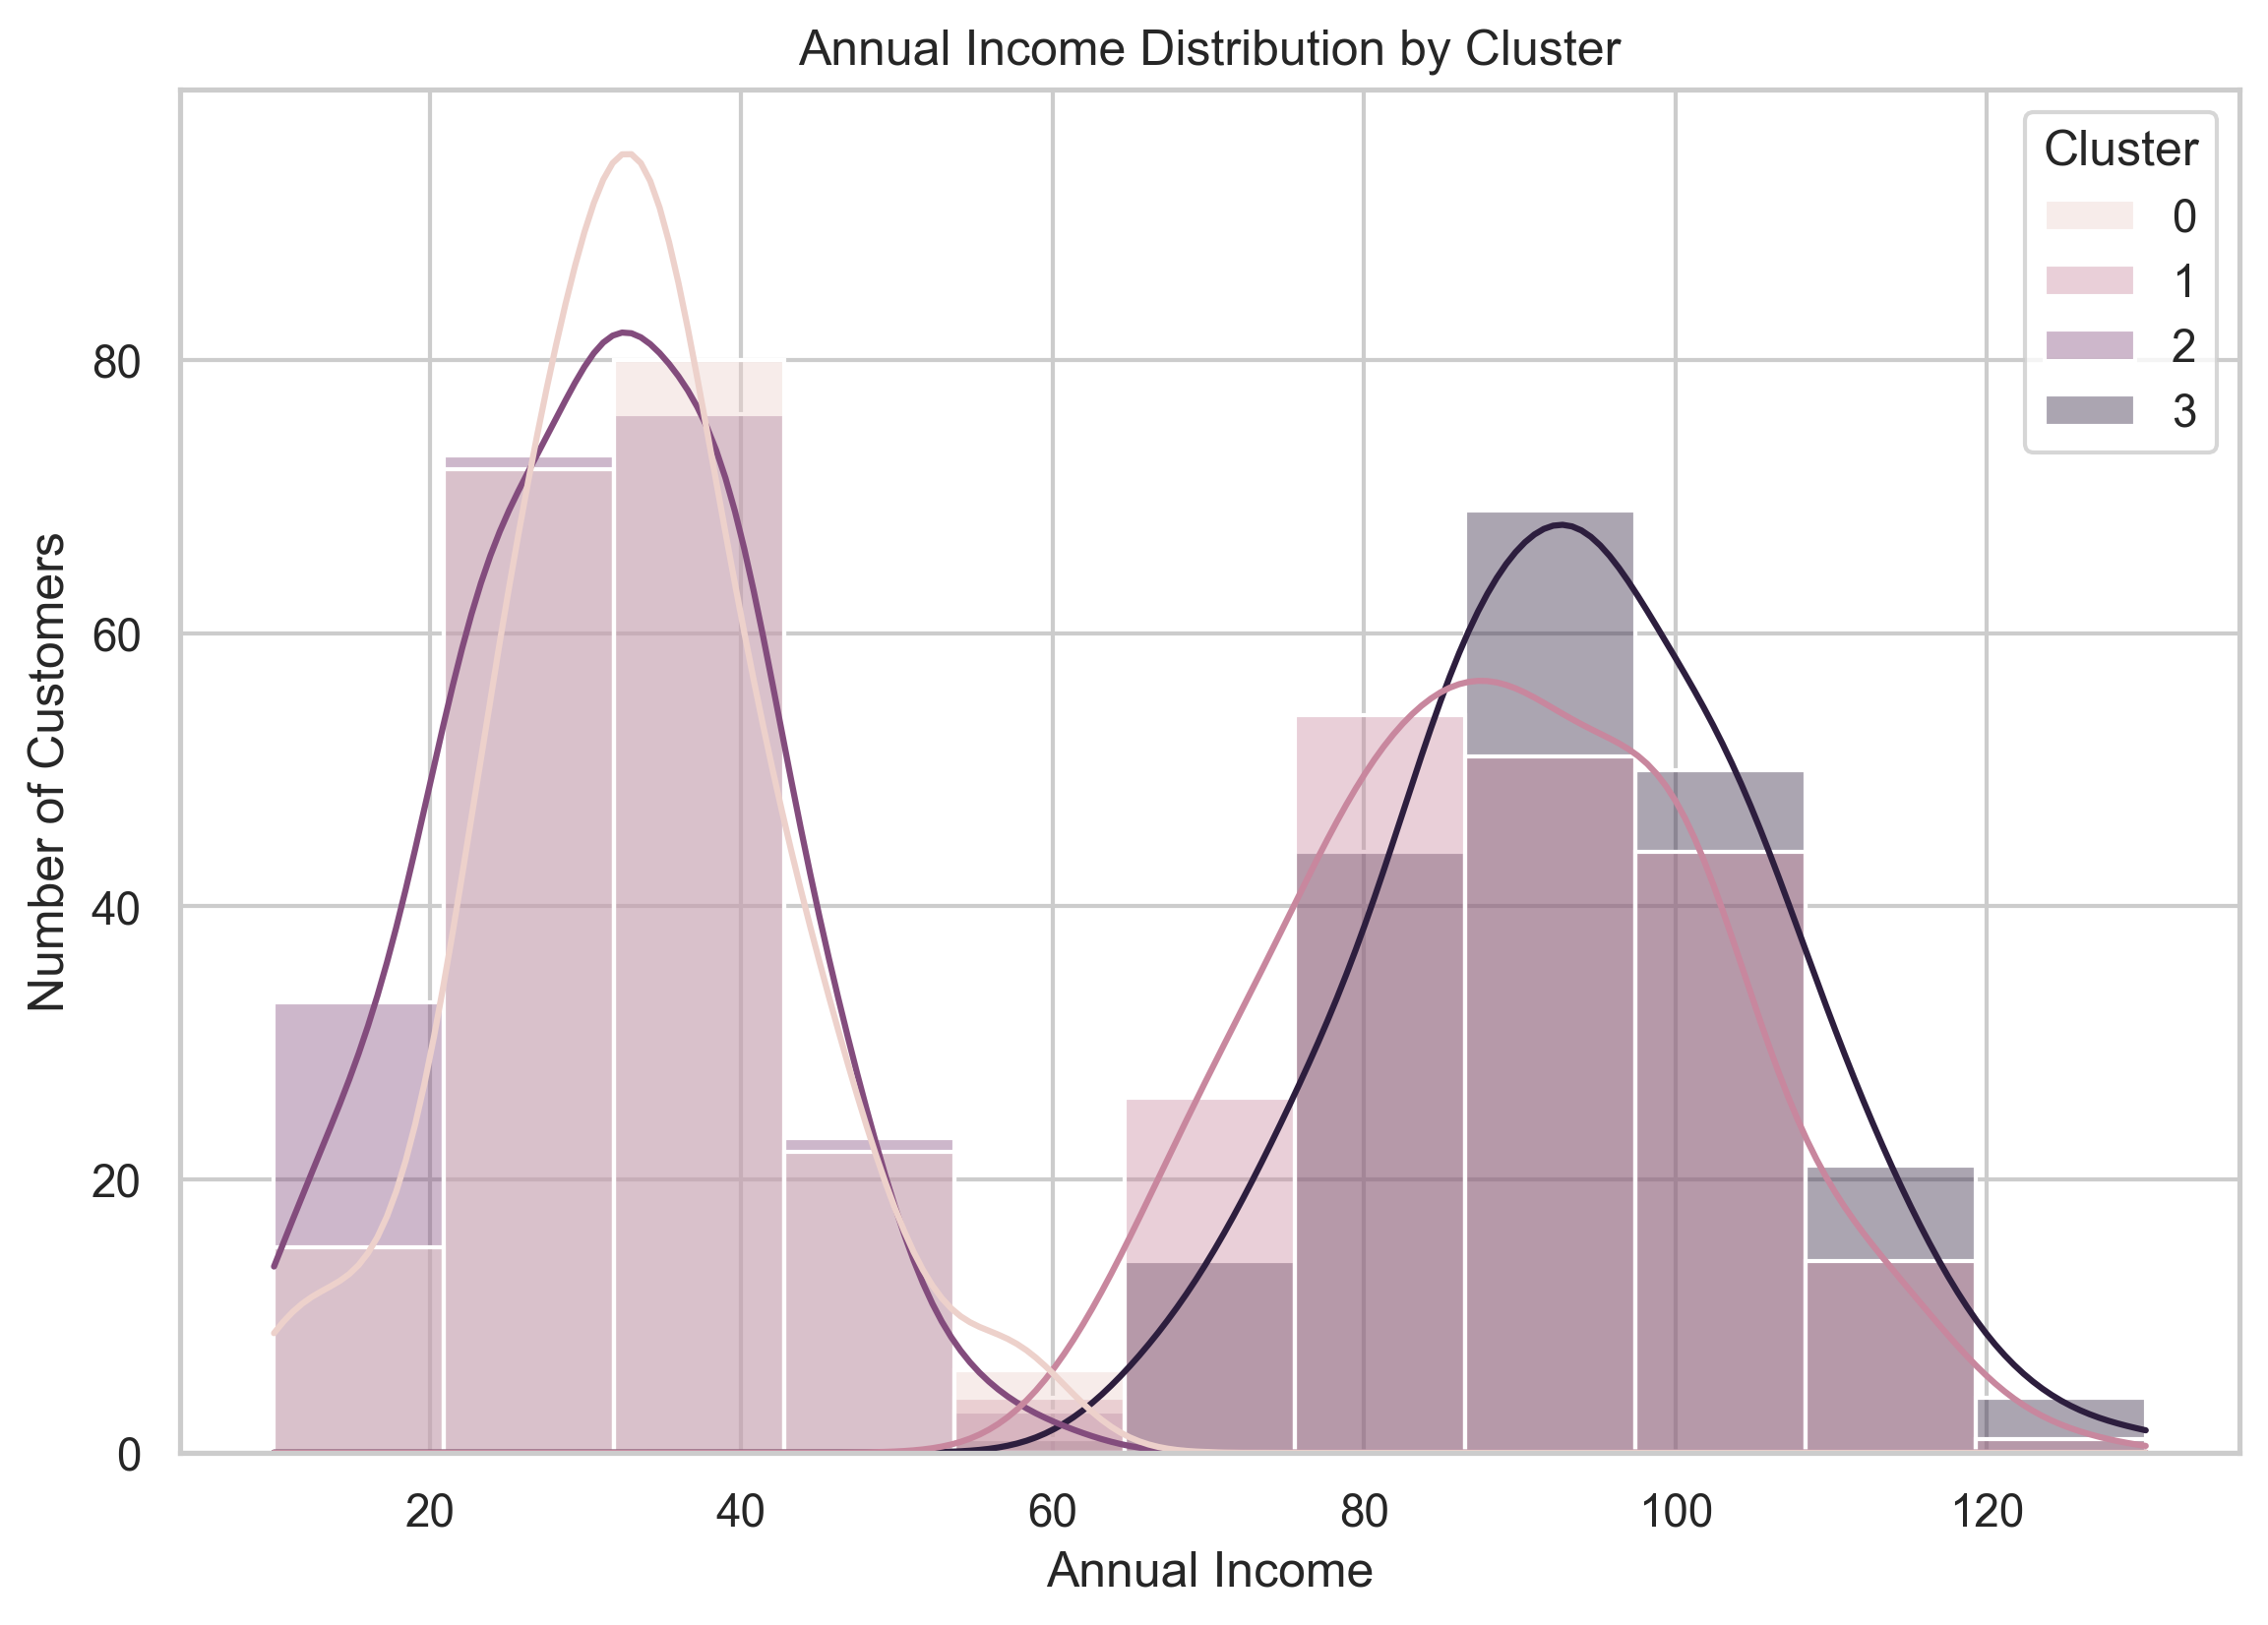 Annual Income Distribution by Cluster
Cluster
0
1
2
3
Number of Customers
80
60
40
20
0
20 40 60 80 100 120
Annual Income